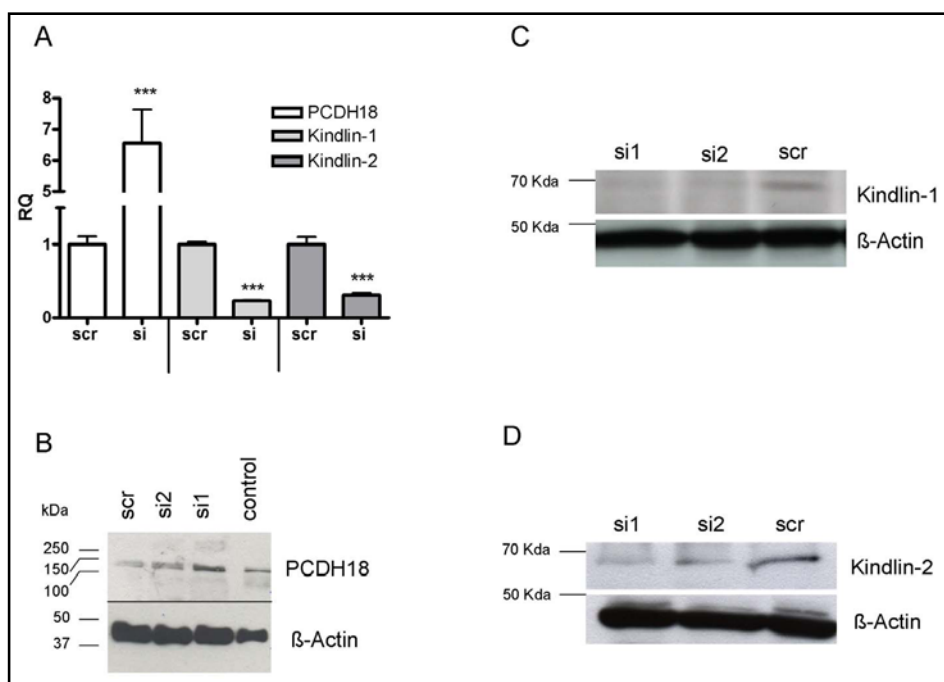 A
8
7
6
5
1
0
RQ
***
***
***
PCDH18
Kindlin-1
Kindlin-2
scr
si
scr
si
scr
si
B
kDa
scr
si2
si1
control
250
150
100
50
37
PCDH18
ß-Actin
C
si1 si2 scr
70 Kda
50 Kda
Kindlin-1
ß-Actin
D
si1 si2 scr
70 Kda
50 Kda
Kindlin-2
ß-Actin